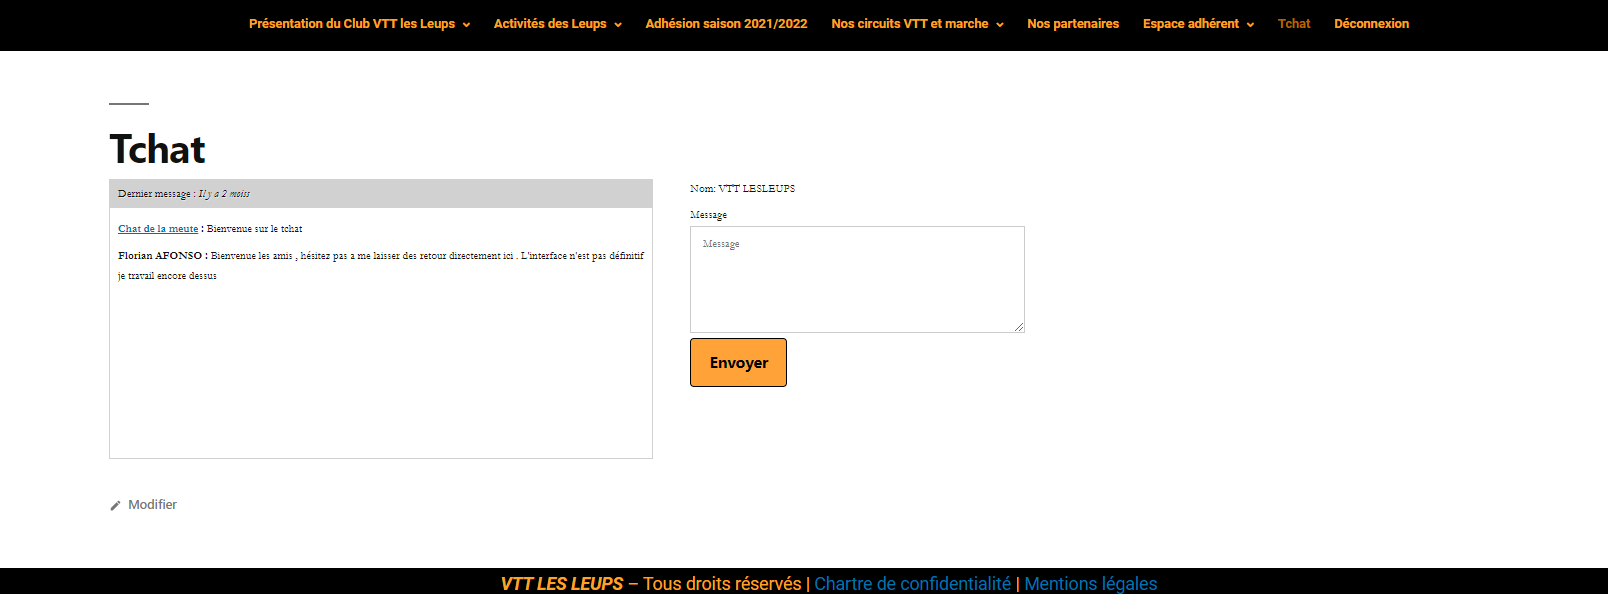 Présentation du Club VTT les Leups Activités des Leups Adhésion saison 2021/2022 Nos circuits VTT et marche Nos partenaires Espace adhérent Tchat Déconnexion
Tchat
Dernier message : Il y a 2 moiss
Chat de la meute : Bienvenue sur le tchat
Florian AFONSO : Bienvenue les amis , hésitez pas a me laisser des retour directement ici . L'interface n'est pas définitif
je travail encore dessus
Nom: VTT LESLEUPS
Message
Message
Envoyer
Modifier
VTT LES LEUPS – Tous droits réservés | Chartre de confidentialité | Mentions légales